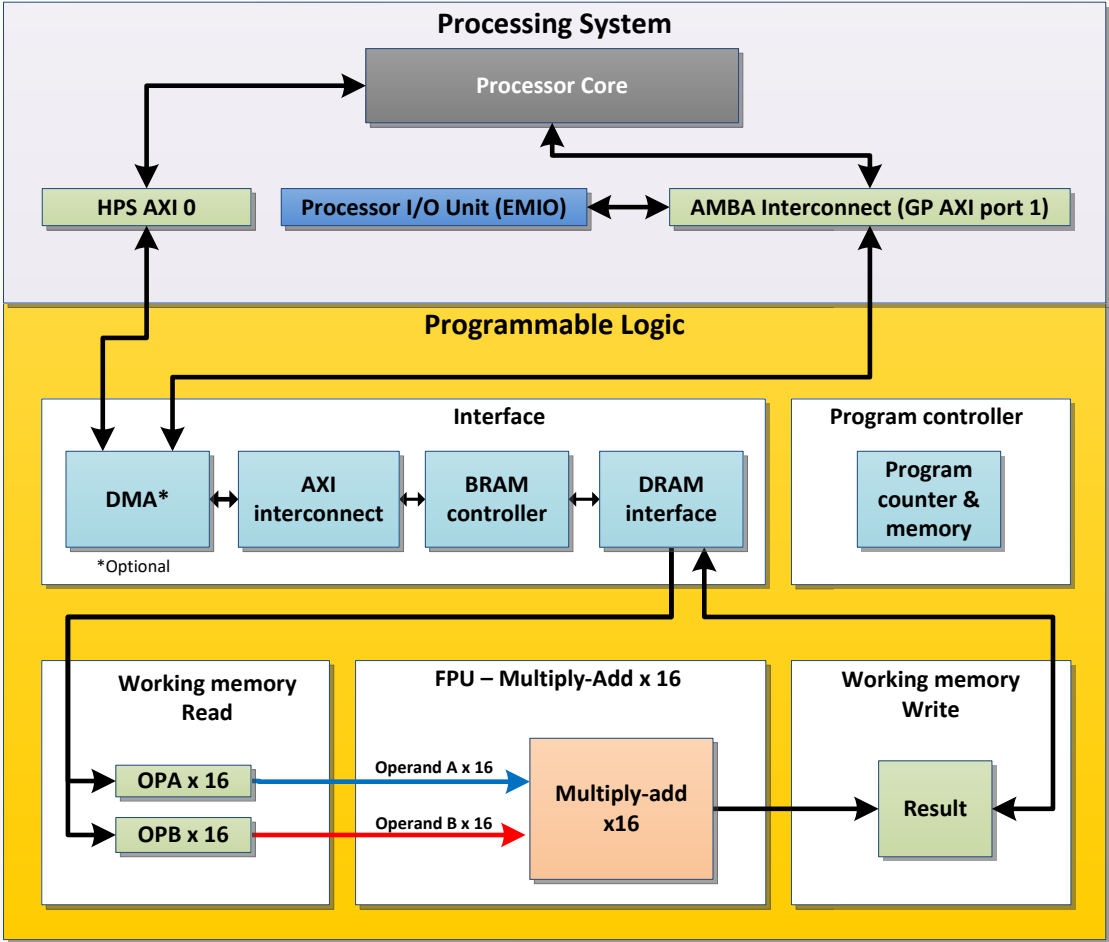 Processing System
Processor Core
HPS AXI 0
Processor I/O Unit (EMIO)
AMBA Interconnect (GP AXI port 1)
Programmable Logic
Interface
DMA*
*Optional
AXI
interconnect
BRAM
controller
DRAM
interface
Program controller
Program
counter &
memory
Working memory
Read
OPA x 16
OPB x 16
FPU – Multiply-Add x 16
Operand A x 16
Operand B x 16
Multiply-add
x16
Working memory
Write
Result